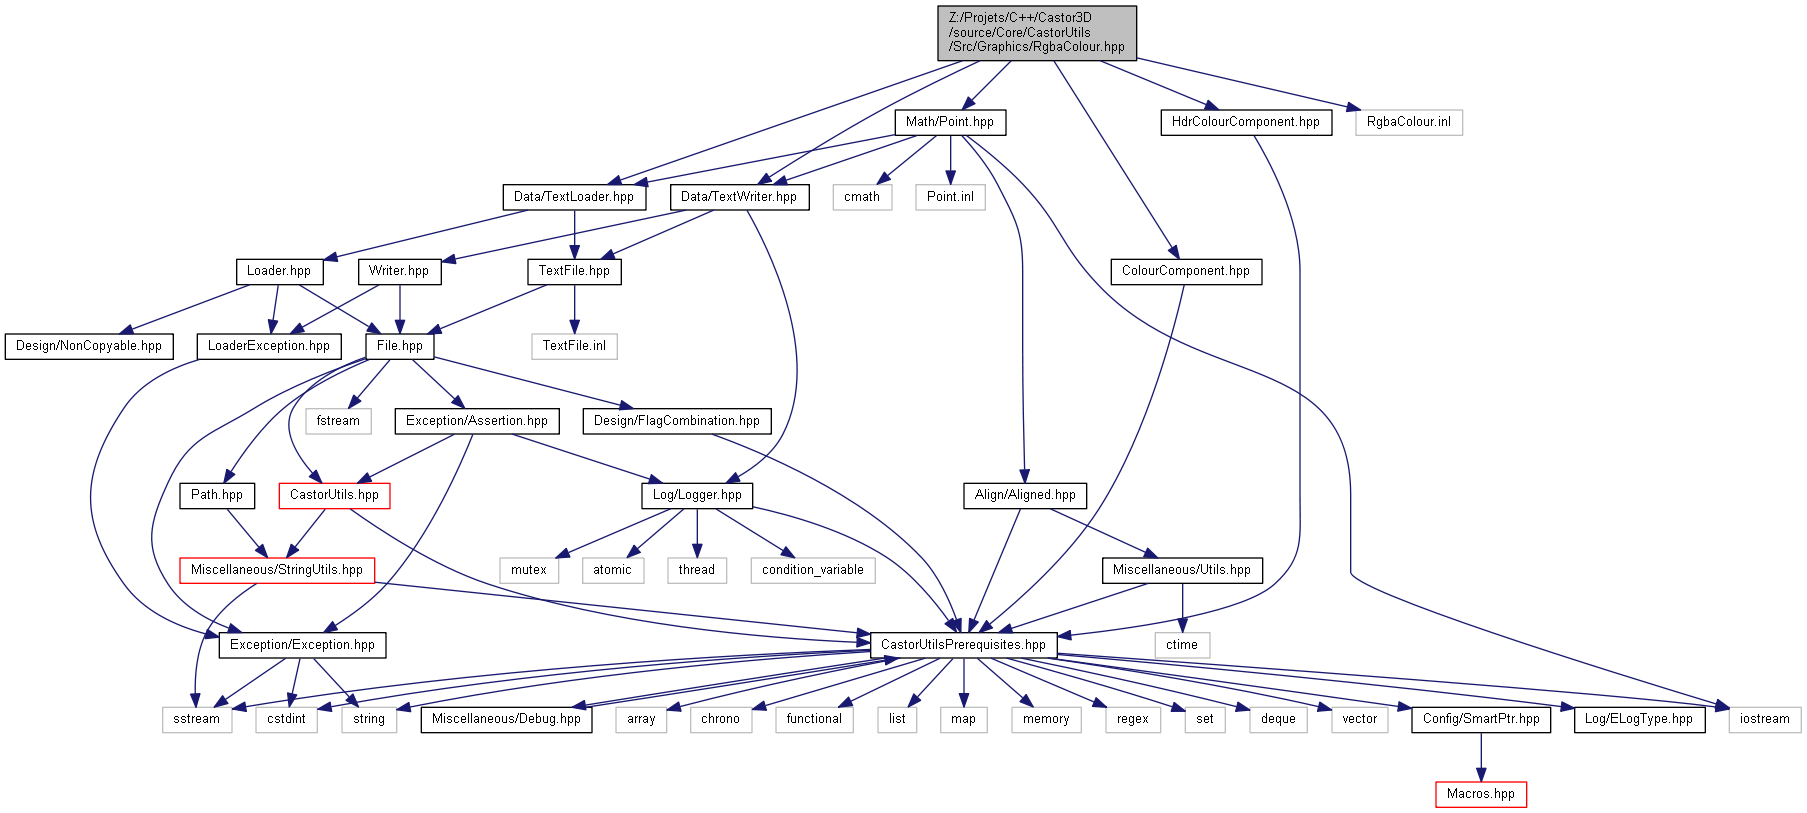 Z:/Projets/C++/Castor3D
/source/Core/CastorUtils
/Src/Graphics/RgbaColour.hpp
Math/Point.hpp
HdrColourComponent.hpp
RgbaColour.inl
Data/TextLoader.hpp
Data/TextWriter.hpp
cmath
Point.inl
Loader.hpp
Writer.hpp
TextFile.hpp
ColourComponent.hpp
Design/NonCopyable.hpp
LoaderException.hpp
File.hpp
TextFile.inl
fstream
Exception/Assertion.hpp
Design/FlagCombination.hpp
Path.hpp
CastorUtils.hpp
Log/Logger.hpp
Align/Aligned.hpp
Miscellaneous/StringUtils.hpp
mutex
atomic
thread
condition_variable
Miscellaneous/Utils.hpp
Exception/Exception.hpp
CastorUtilsPrerequisites.hpp
ctime
sstream
cstdint
string
Miscellaneous/Debug.hpp
array
chrono
functional
list
map
memory
regex
set
deque
vector
Config/SmartPtr.hpp
Log/ELogType.hpp
iostream
Macros.hpp